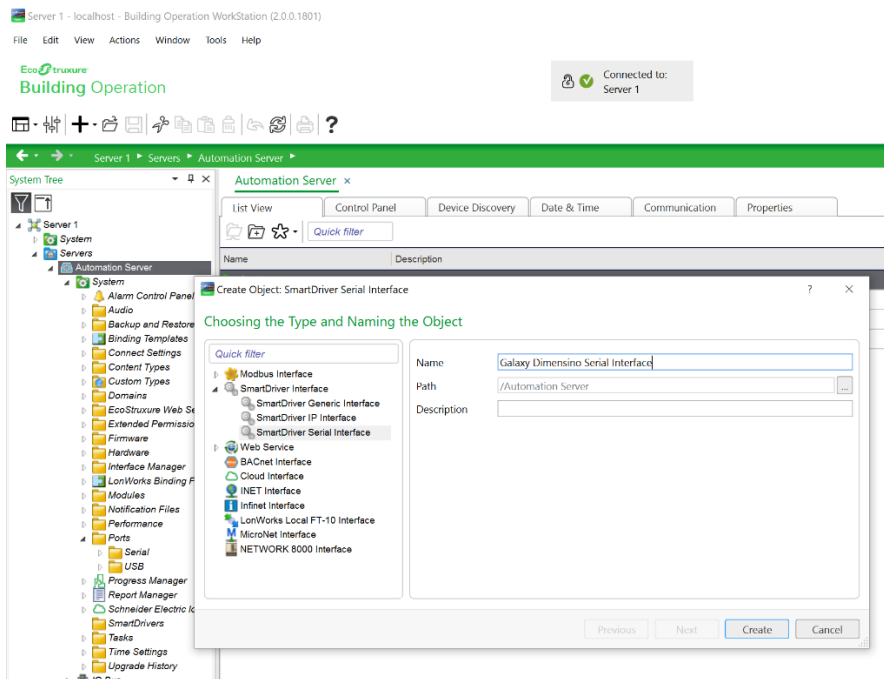 Server 1 - localhost - Building Operation WorkStation (2.0.0.1801)
File Edit View Actions Window Tools Help
EcoStruxure
Building Operation
Connected to:
Server 1
Server 1 Servers Automation Server
System Tree
Server 1
System
Servers
Automation Server
System
Alarm Control Panel
Audio
Backup and Restore
Binding Templates
Connect Settings
Content Types
Custom Types
Domains
EcoStruxure Web Se
Extended Permissio
Firmware
Hardware
Interface Manager
LonWorks Binding P
Modules
Notification Files
Performance
Ports
Serial
USB
Progress Manager
Report Manager
Schneider Electric
SmartDrivers
Tasks
Time Settings
Upgrade History
Automation Server ×
List View Control Panel Device Discovery Date & Time Communication Properties
Quick filter
Name Description
Create Object: SmartDriver Serial Interface
Choosing the Type and Naming the Object
Quick filter
Modbus Interface
SmartDriver Interface
SmartDriver Generic Interface
SmartDriver IP Interface
SmartDriver Serial Interface
Web Service
BACnet Interface
Cloud Interface
INET Interface
Infinet Interface
LonWorks Local FT-10 Interface
MicroNet Interface
NETWORK 8000 Interface
Name Galaxy Dimensino Serial Interface
Path /Automation Server ...
Description
Previous Next Create Cancel